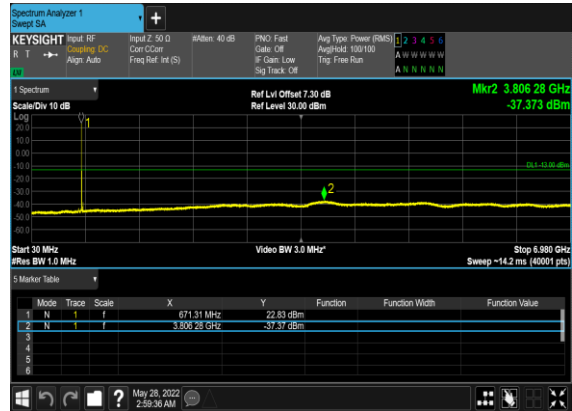 Spectrum Analyzer 1
Swept SA
KEYSIGHT Input: RF Input Z: 50 Ω #Atten: 40 dB PNO: Fast Avg Type: Power (RMS) 1 2 3 4 5 6
R T Coupling: DC Corr CCorr Gate: Off Avg|Hold: 100/100 A W W W W W
Align: Auto Freq Ref: Int (S) IF Gain: Low Trig: Free Run
Sig Track: Off A N N N N N
1 Spectrum Ref Lvl Offset 7.30 dB Mkr2 3.806 28 GHz
Scale/Div 10 dB Ref Level 30.00 dBm -37.373 dBm
Log
20.0
10.0
0.00
-10.0
-20.0
-30.0
-40.0
-50.0
-60.0
1
2
DL1 -13.00 dBm
Start 30 MHz Video BW 3.0 MHz* Stop 6.980 GHz
#Res BW 1.0 MHz Sweep ~14.2 ms (40001 pts)
5 Marker Table
Mode Trace Scale X Y Function Function Width Function Value
1 N 1 f 671.31 MHz 22.83 dBm
2 N 1 f 3.806 28 GHz -37.37 dBm
3
4
5
6
May 28, 2022
2:59:36 AM